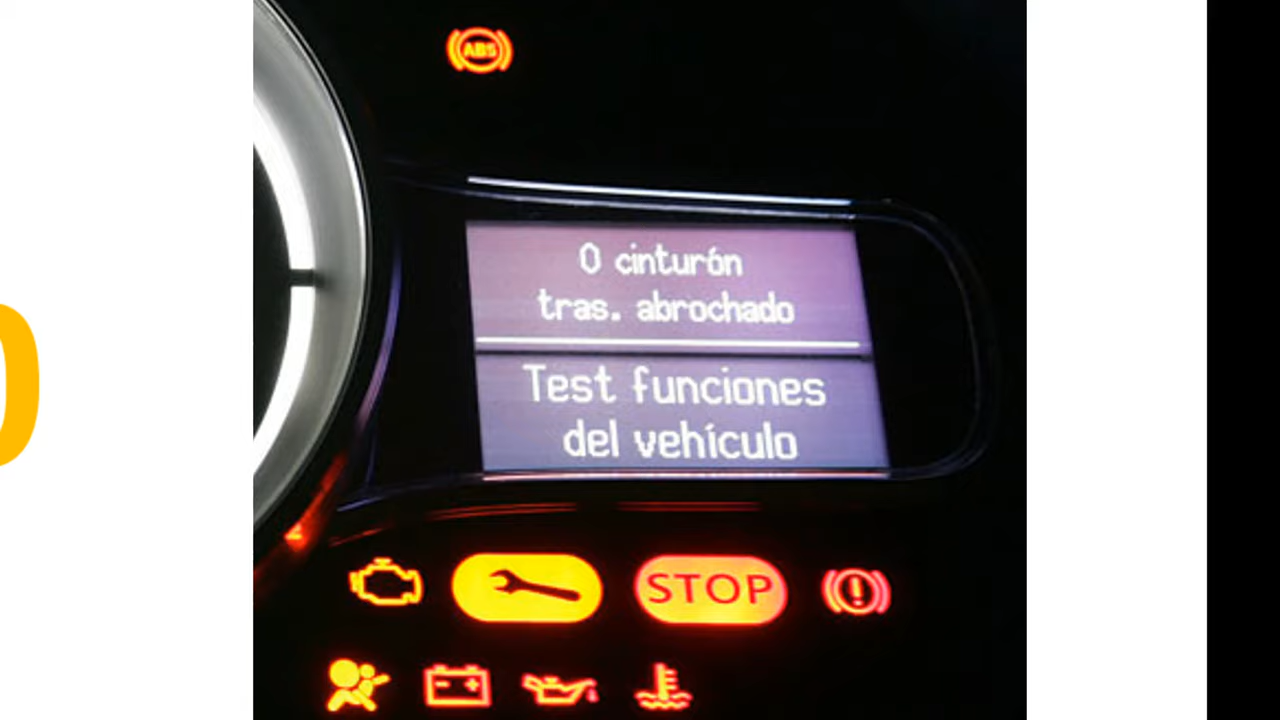 ABS
0 cinturón
tras. abrochado
Test funciones
del vehículo
STOP